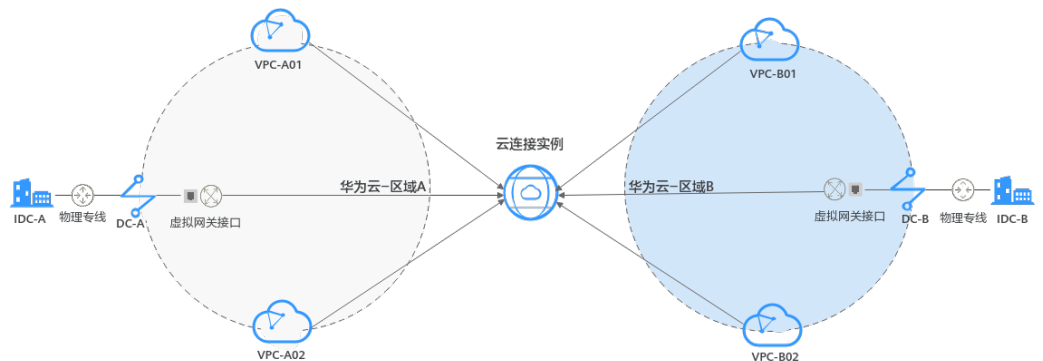 VPC-A01
VPC-B01
云连接实例
华为云–区域A
华为云–区域B
IDC-A
物理专线
DC-A
虚拟网关接口
虚拟网关接口
DC-B
物理专线
IDC-B
VPC-A02
VPC-B02